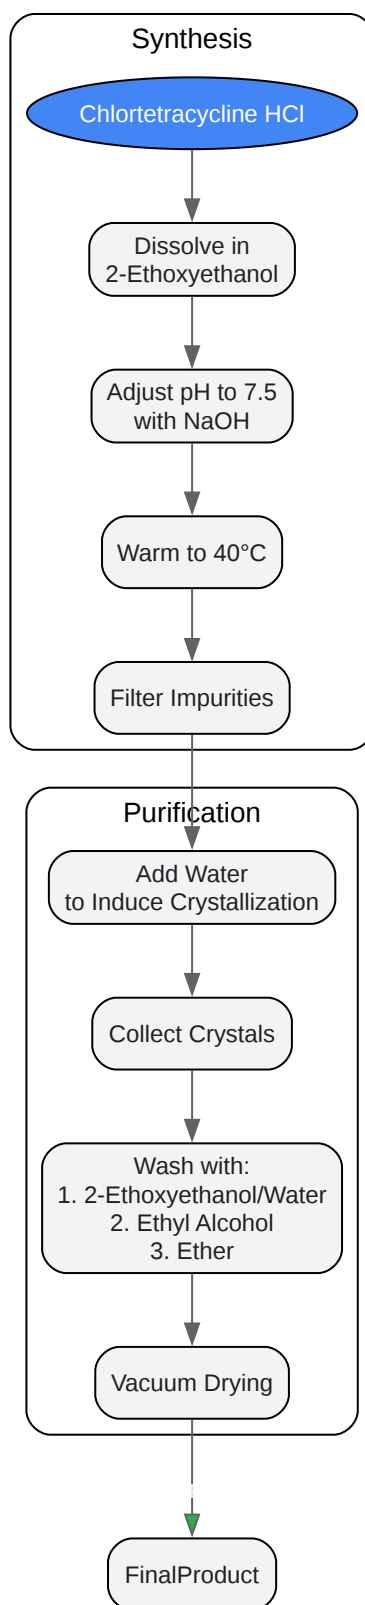 Synthesis
Chlortetracycline HCl
Dissolve in
2-Ethoxyethanol
Adjust pH to 7.5
with NaOH
Warm to 40°C
Filter Impurities
Purification
Add Water
to Induce Crystallization
Collect Crystals
Wash with:
1. 2-Ethoxyethanol/Water
2. Ethyl Alcohol
3. Ether
Vacuum Drying
FinalProduct